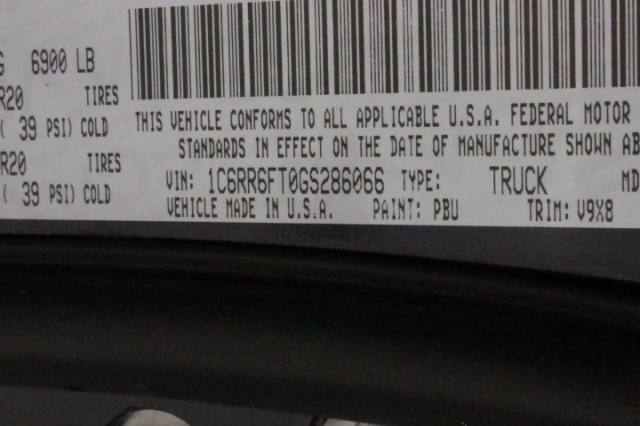 G 6900 LB
R20 TIRES
( 39 PSI) COLD
R20 TIRES
( 39 PSI) COLD
THIS VEHICLE CONFORMS TO ALL APPLICABLE U.S.A. FEDERAL MOTOR
STANDARDS IN EFFECT ON THE DATE OF MANUFACTURE SHOWN AB
VIN: 1C6RR6FT0GS286066 TYPE: TRUCK MD
VEHICLE MADE IN U.S.A. PAINT: PBU TRIM: V9X8